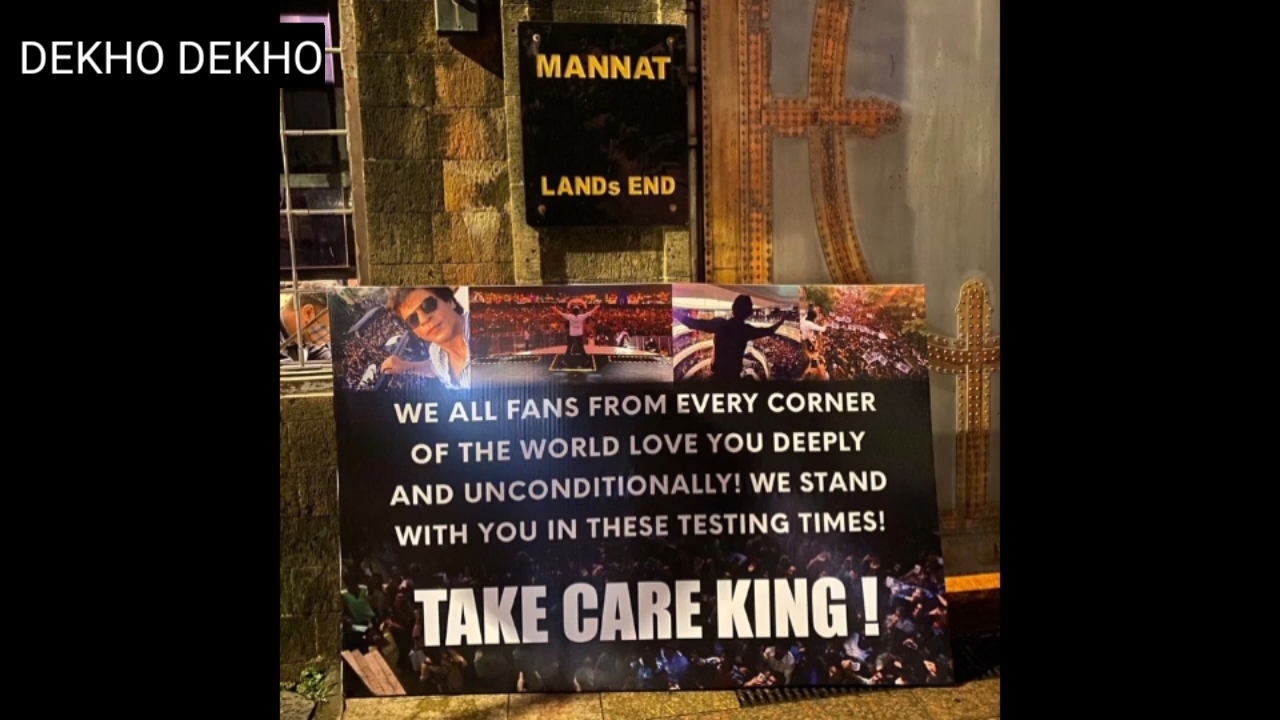 DEKHO DEKHO
MANNAT
LANDs END
WE ALL FANS FROM EVERY CORNER
OF THE WORLD LOVE YOU DEEPLY
AND UNCONDITIONALLY! WE STAND
WITH YOU IN THESE TESTING TIMES!
TAKE CARE KING !